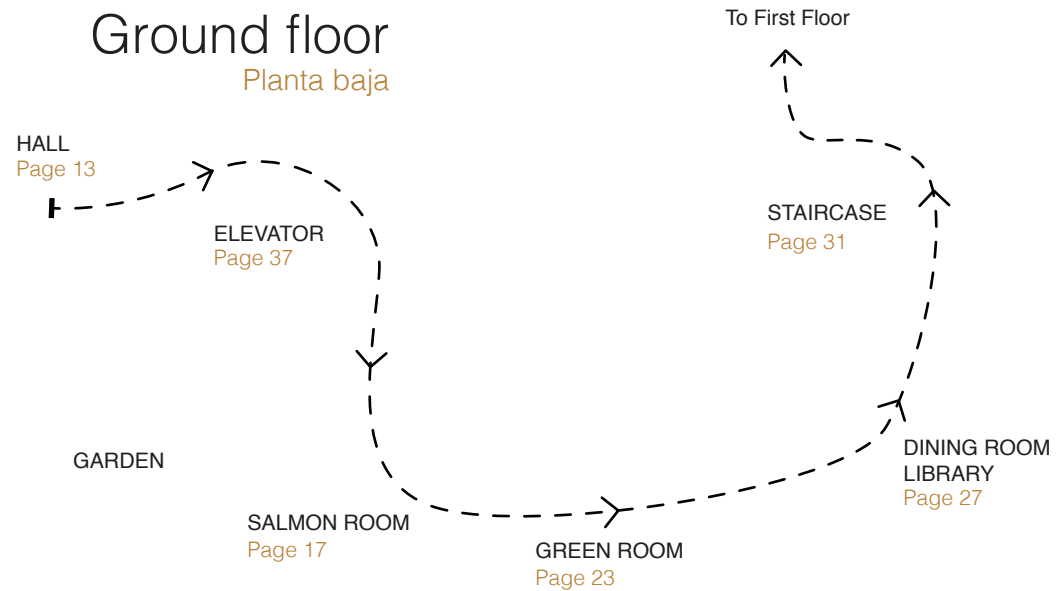 Ground floor
Planta baja
To First Floor
HALL
Page 13
ELEVATOR
Page 37
STAIRCASE
Page 31
GARDEN
SALMON ROOM
Page 17
GREEN ROOM
Page 23
DINING ROOM
LIBRARY
Page 27